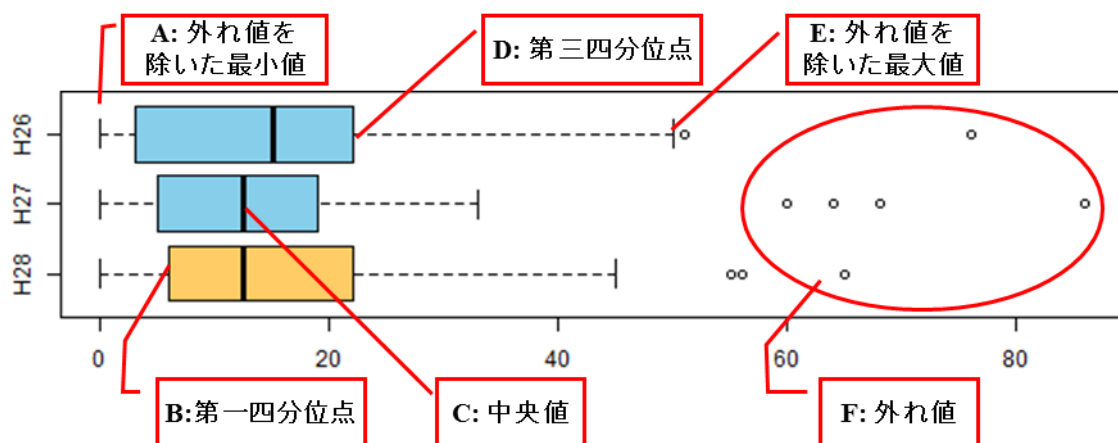 A: 外れ値を
除いた最小値
D: 第三四分位点
E: 外れ値を
除いた最大値
H26
H27
H28
0
20
40
60
80
B:第一四分位点
C: 中央値
F: 外れ値